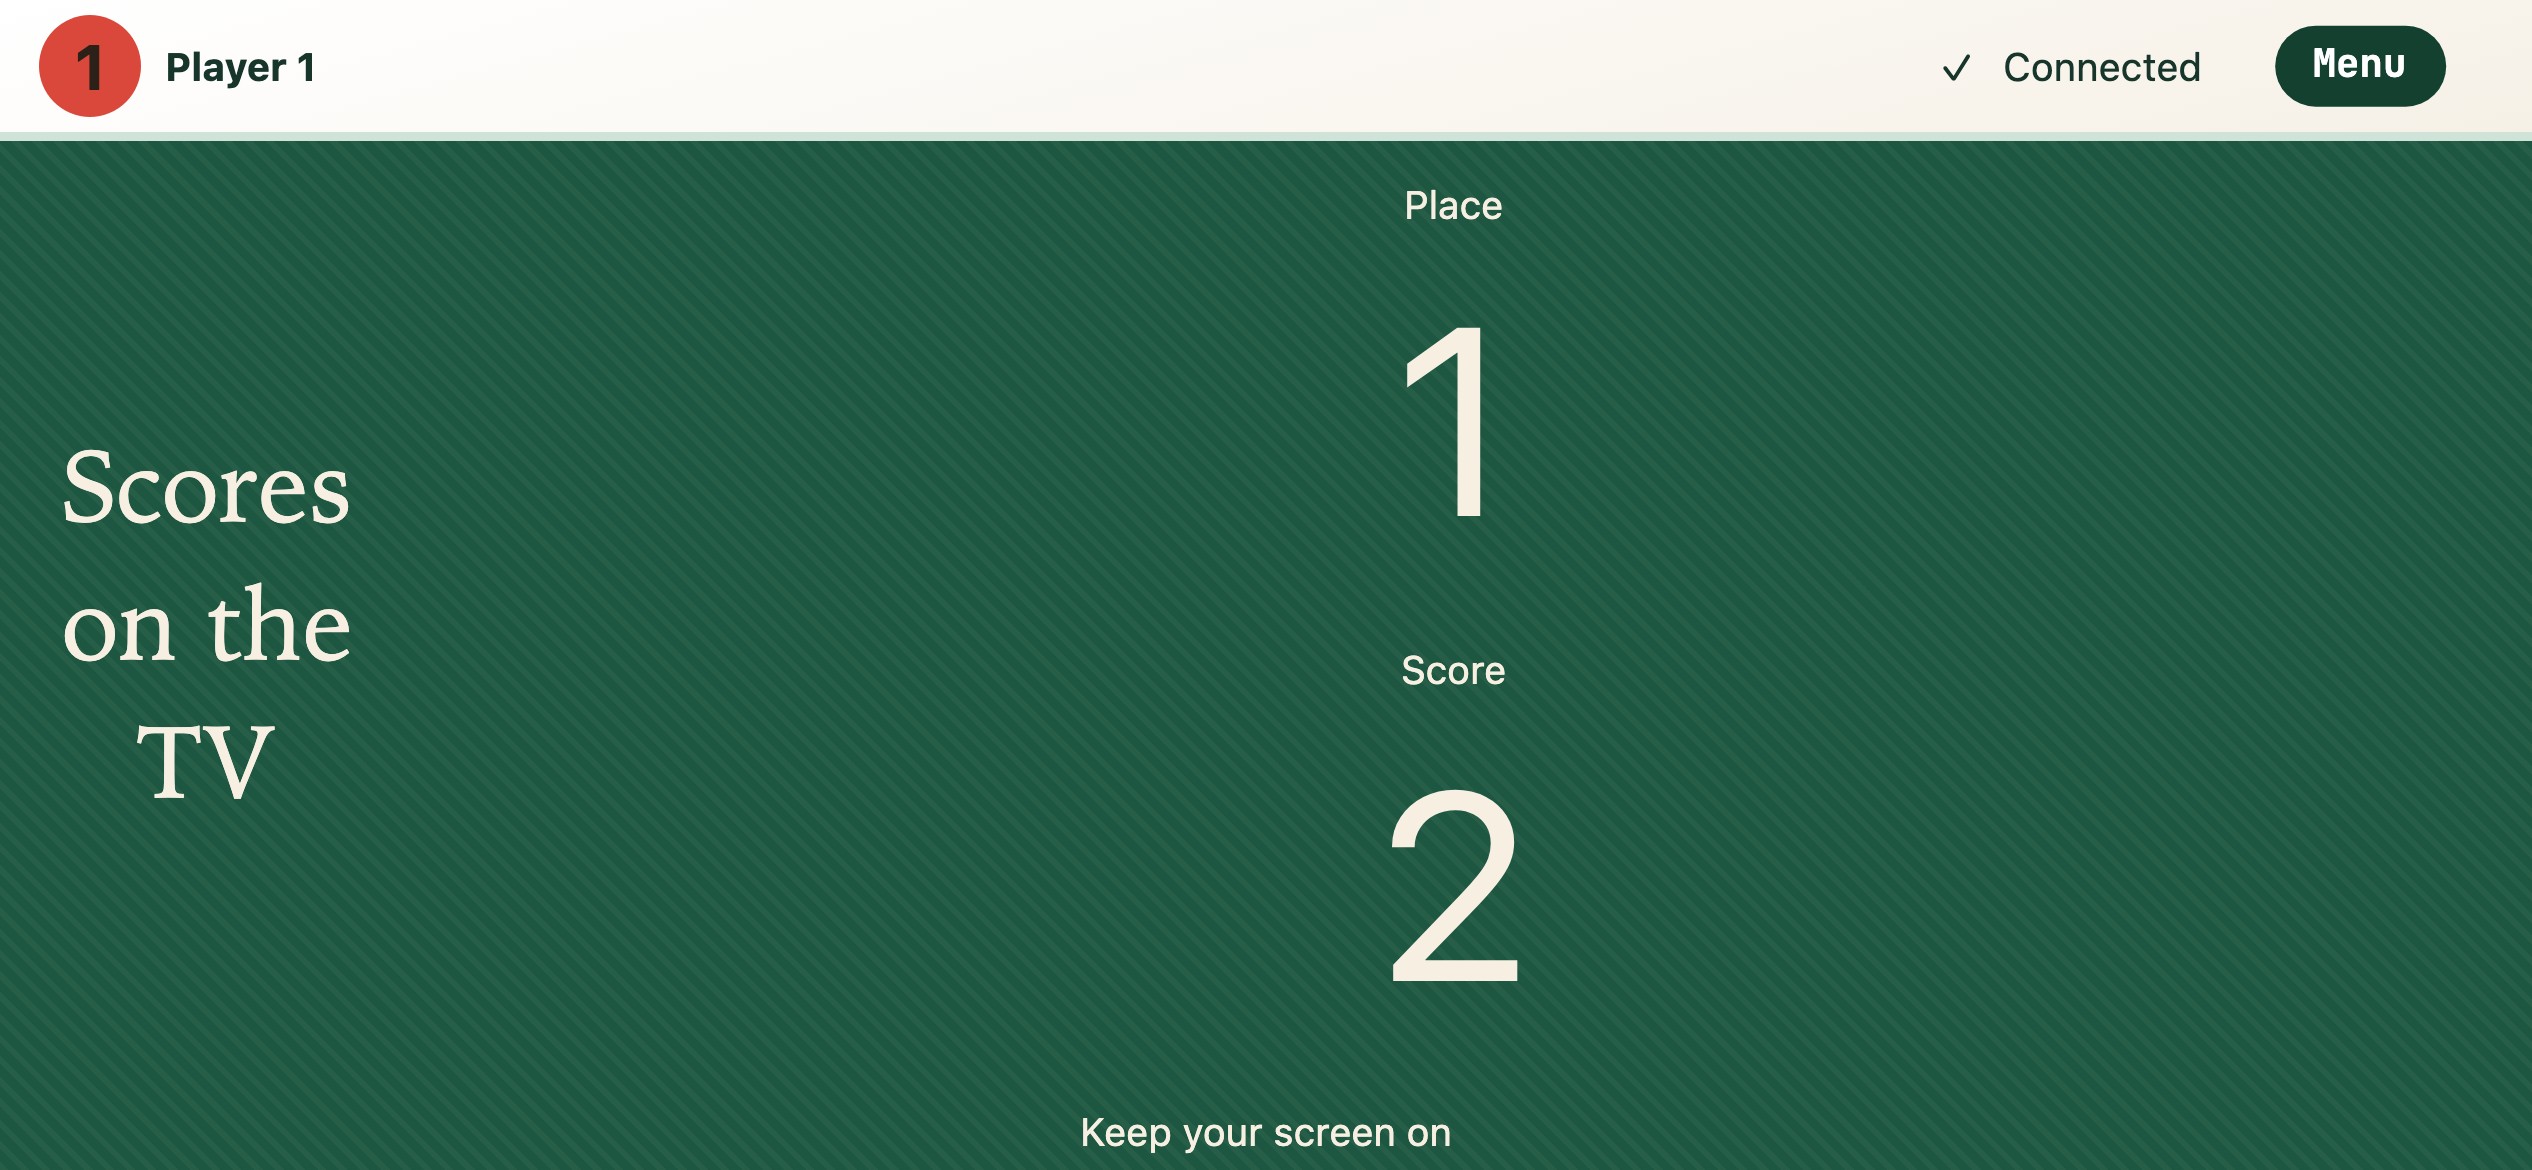 1 Player 1
✓ Connected
Menu
Scores
on the
TV
Place
1
Score
2
Keep your screen on